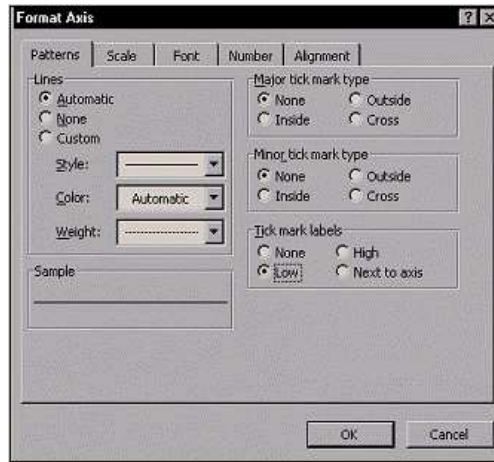 Format Axis
Patterns Scale Font Number Alignment
Lines
Automatic
None
Custom
Style:
Color: Automatic
Weight:
Sample
Major tick mark type
None Outside
Inside Cross
Minor tick mark type
None Outside
Inside Cross
Tick mark labels
None High
Low Next to axis
OK Cancel